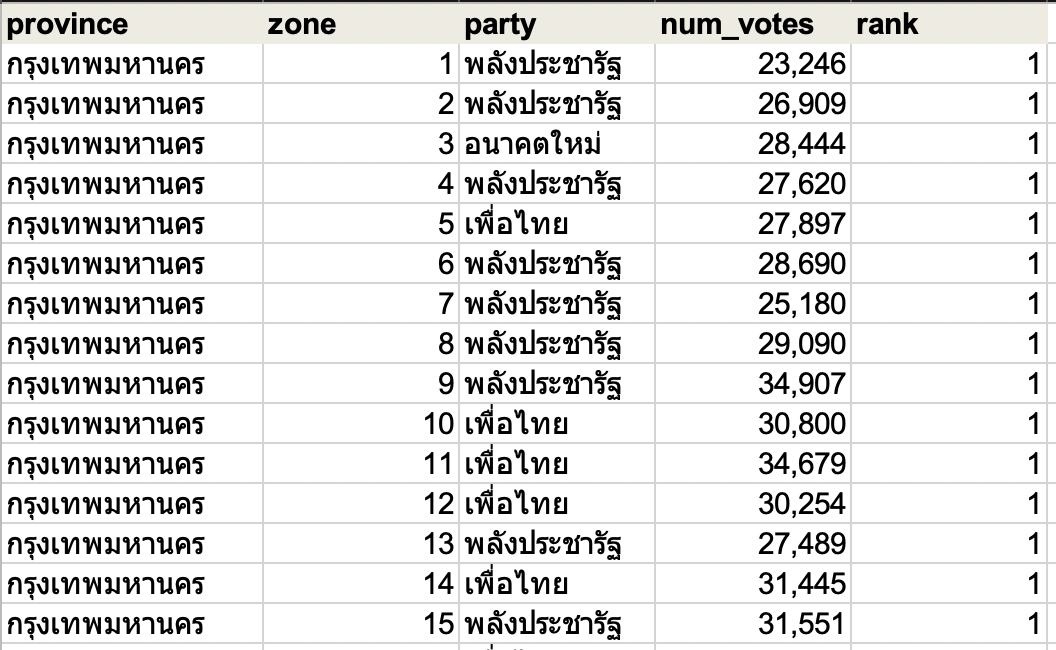 province zone party num_votes rank
กรุงเทพมหานคร 1 พลังประชารัฐ 23,246 1
กรุงเทพมหานคร 2 พลังประชารัฐ 26,909 1
กรุงเทพมหานคร 3 อนาคตใหม่ 28,444 1
กรุงเทพมหานคร 4 พลังประชารัฐ 27,620 1
กรุงเทพมหานคร 5 เพื่อไทย 27,897 1
กรุงเทพมหานคร 6 พลังประชารัฐ 28,690 1
กรุงเทพมหานคร 7 พลังประชารัฐ 25,180 1
กรุงเทพมหานคร 8 พลังประชารัฐ 29,090 1
กรุงเทพมหานคร 9 พลังประชารัฐ 34,907 1
กรุงเทพมหานคร 10 เพื่อไทย 30,800 1
กรุงเทพมหานคร 11 เพื่อไทย 34,679 1
กรุงเทพมหานคร 12 เพื่อไทย 30,254 1
กรุงเทพมหานคร 13 พลังประชารัฐ 27,489 1
กรุงเทพมหานคร 14 เพื่อไทย 31,445 1
กรุงเทพมหานคร 15 พลังประชารัฐ 31,551 1